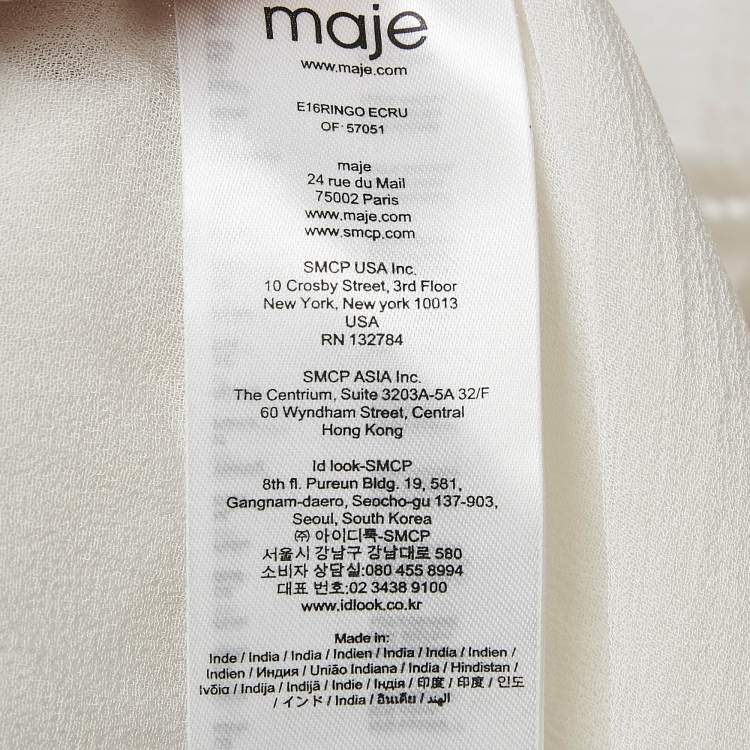 maje
www.maje.com
E16RINGO ECRU
OF 57051
maje
24 rue du Mail
75002 Paris
www.maje.com
www.smcp.com
SMCP USA Inc.
10 Crosby Street, 3rd Floor
New York, New york 10013
USA
RN 132784
SMCP ASIA Inc.
The Centrium, Suite 3203A-5A 32/F
60 Wyndham Street, Central
Hong Kong
Id look-SMCP
8th fl. Pureun Bldg. 19, 581,
Gangnam-daero, Seocho-gu 137-903,
Seoul, South Korea
㈜ 아이디룩-SMCP
서울시 강남구 강남대로 580
소비자 상담실:080 455 8994
대표 번호:02 3438 9100
www.idlook.co.kr
Made in:
Inde / India / India / Indien / India / India / Indien /
Indien / Индия / União Indiana / India / Hindistan /
Ινδία / Indija / Indijā / Indie / Індія / 印度 / 印度 / 인도
/ インド / India / อินเดีย / الهند